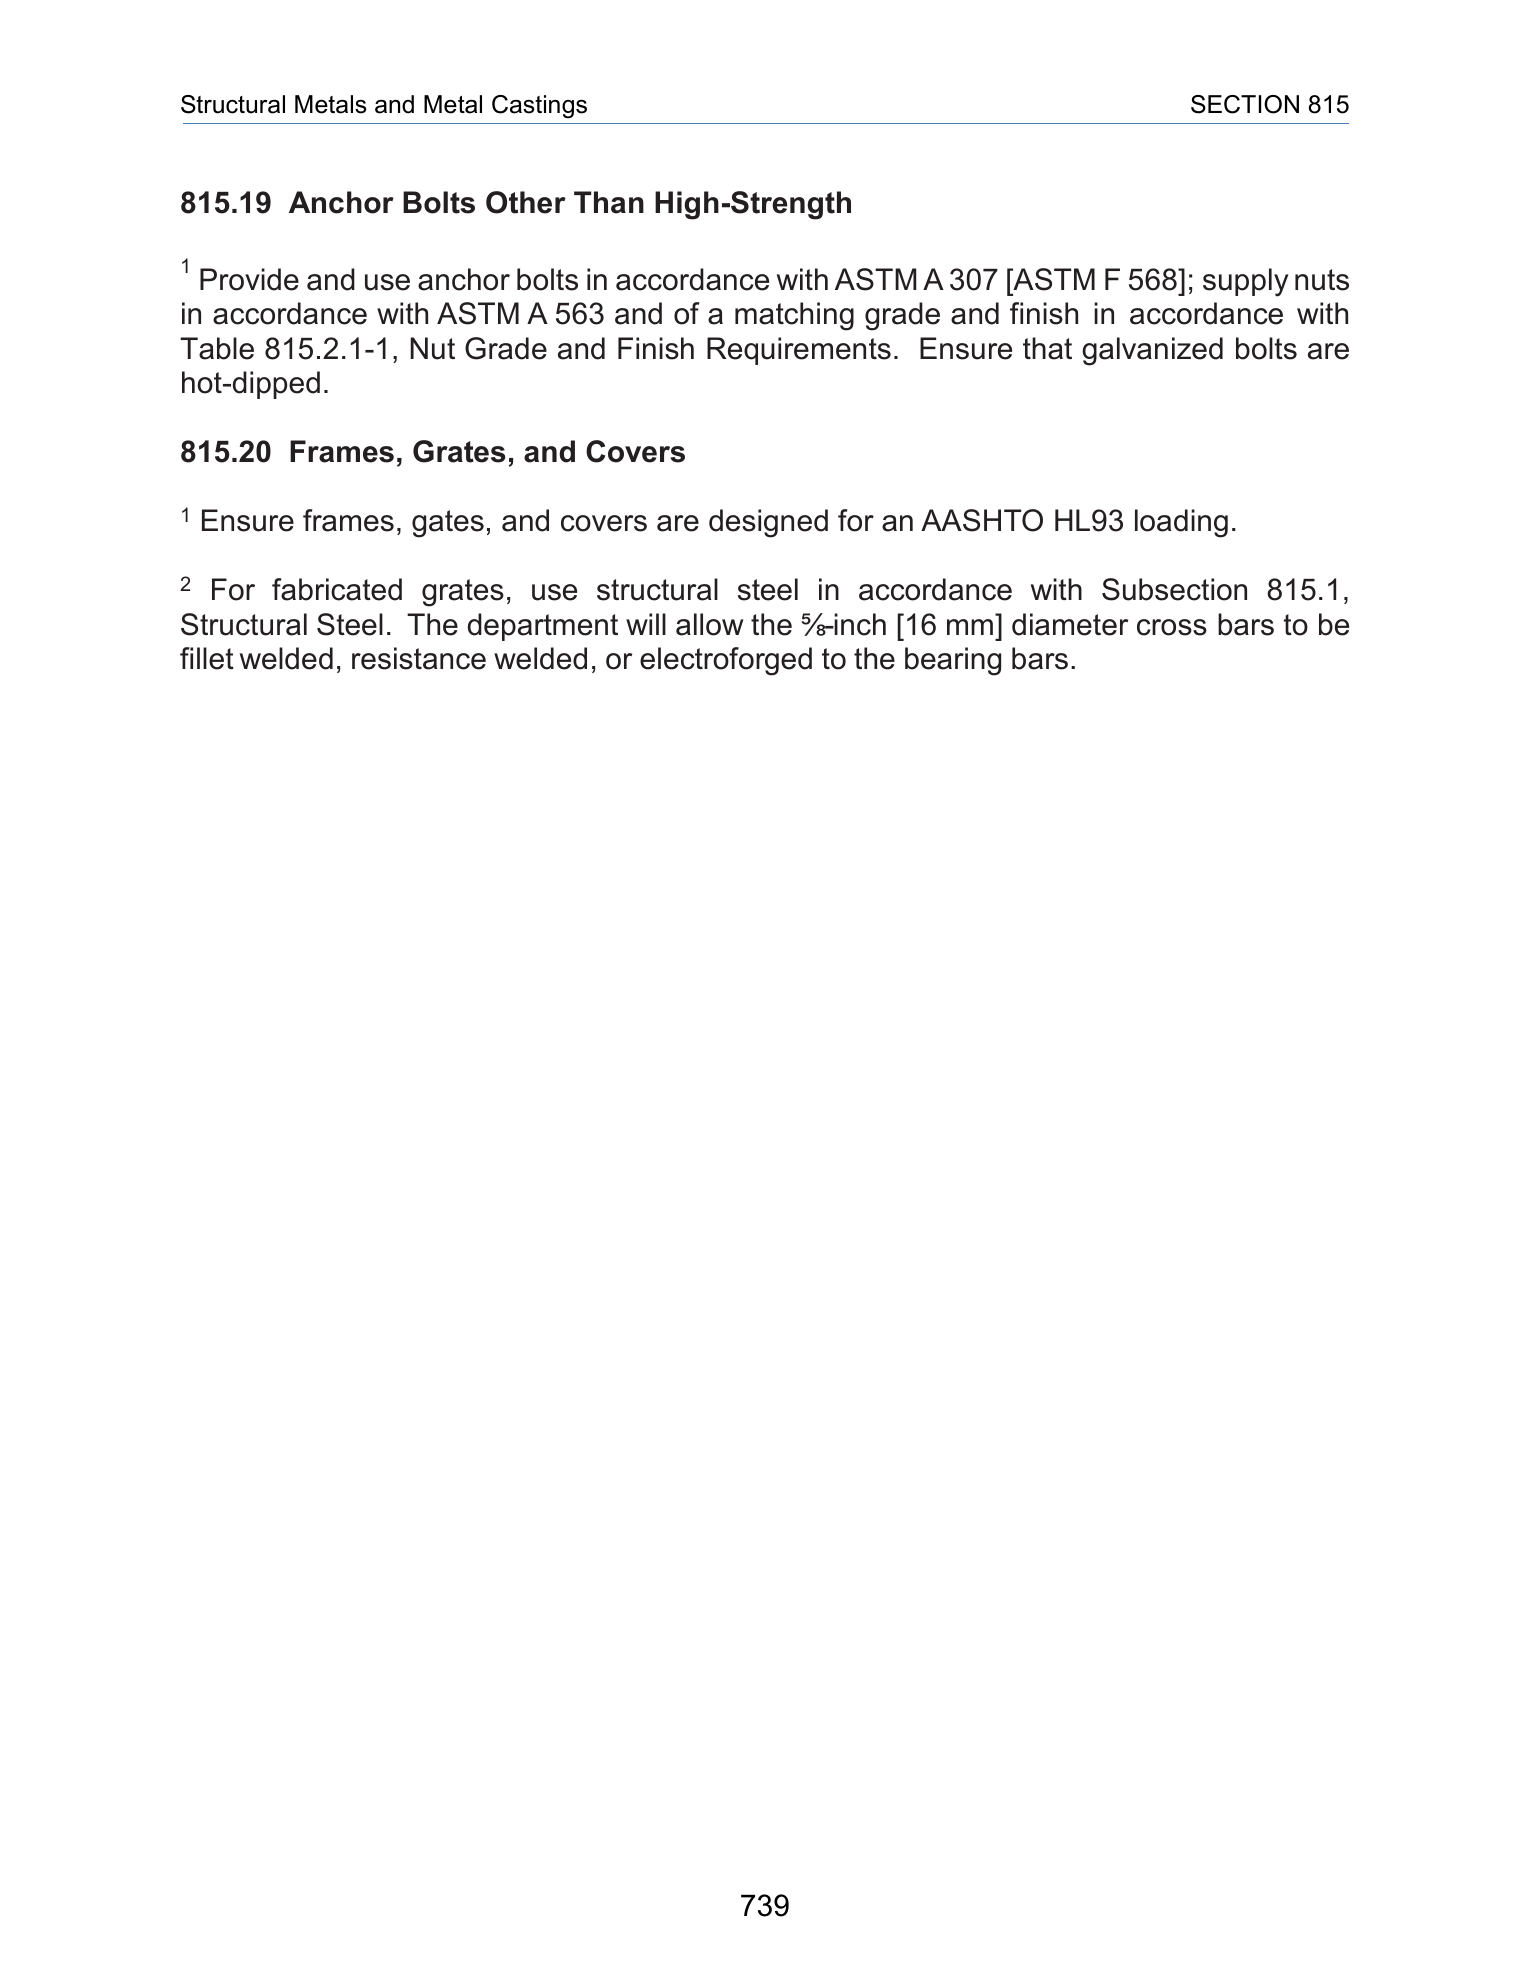 Structural Metals and Metal Castings SECTION 815
815.19 Anchor Bolts Other Than High-Strength
1 Provide and use anchor bolts in accordance with ASTM A 307 [ASTM F 568]; supply nuts
in accordance with ASTM A 563 and of a matching grade and finish in accordance with
Table 815.2.1-1, Nut Grade and Finish Requirements. Ensure that galvanized bolts are
hot-dipped.
815.20 Frames, Grates, and Covers
1 Ensure frames, gates, and covers are designed for an AASHTO HL93 loading.
2 For fabricated grates, use structural steel in accordance with Subsection 815.1,
Structural Steel. The department will allow the ⅝-inch [16 mm] diameter cross bars to be
fillet welded, resistance welded, or electroforged to the bearing bars.
739